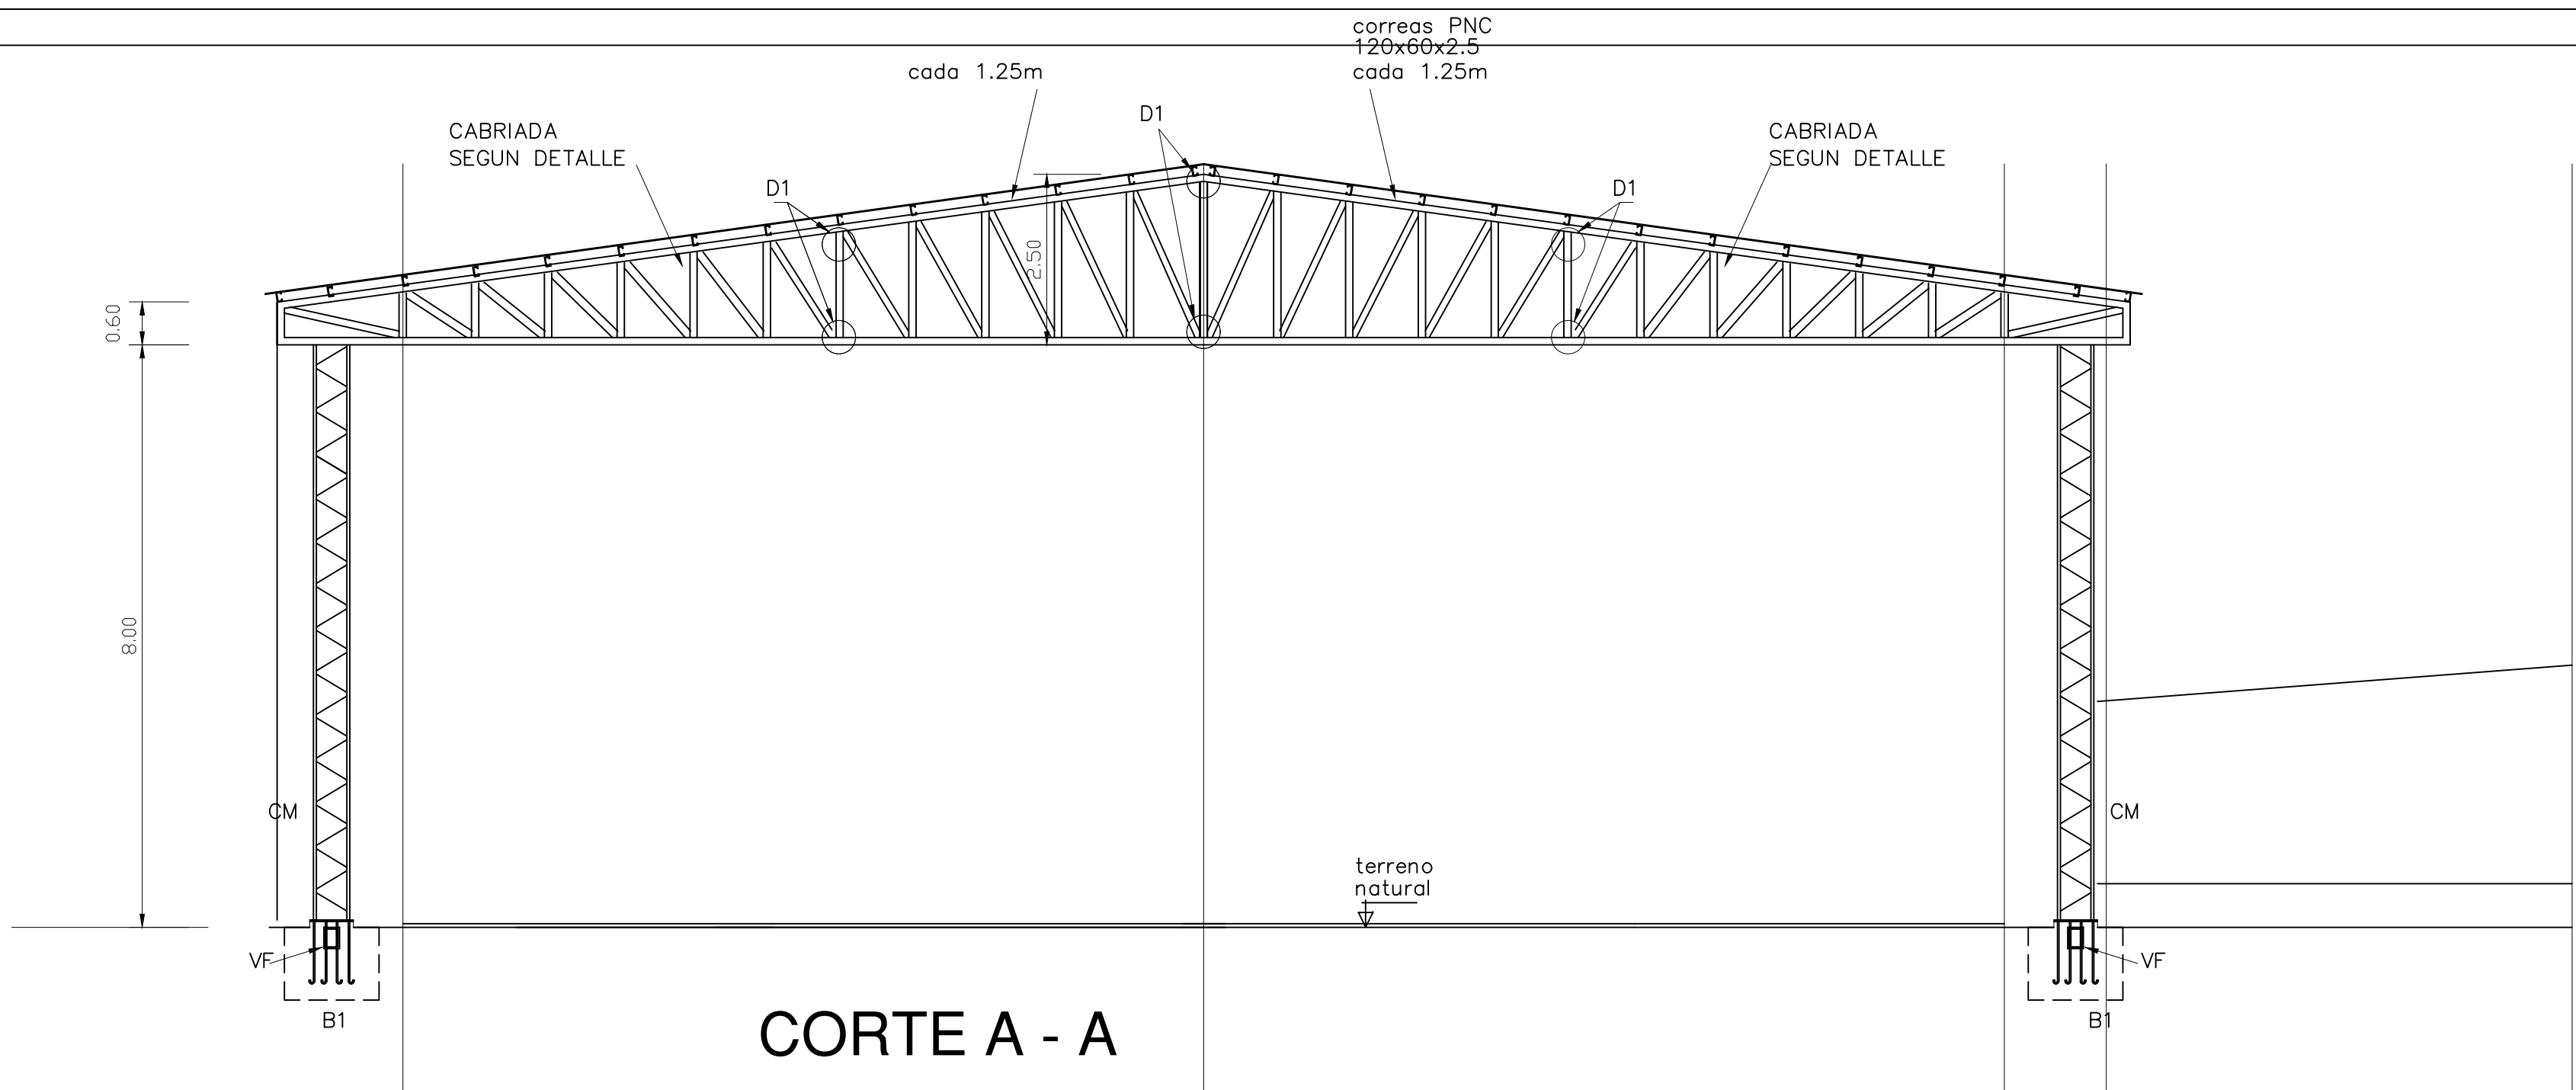 correas PNC
120x60x2.5
cada 1.25m
cada 1.25m
D1
CABRIADA
SEGUN DETALLE
CABRIADA
SEGUN DETALLE
D1
D1
2.50
0.60
8.00
CM
CM
terreno
natural
VF
VF
B1
B1
CORTE A - A